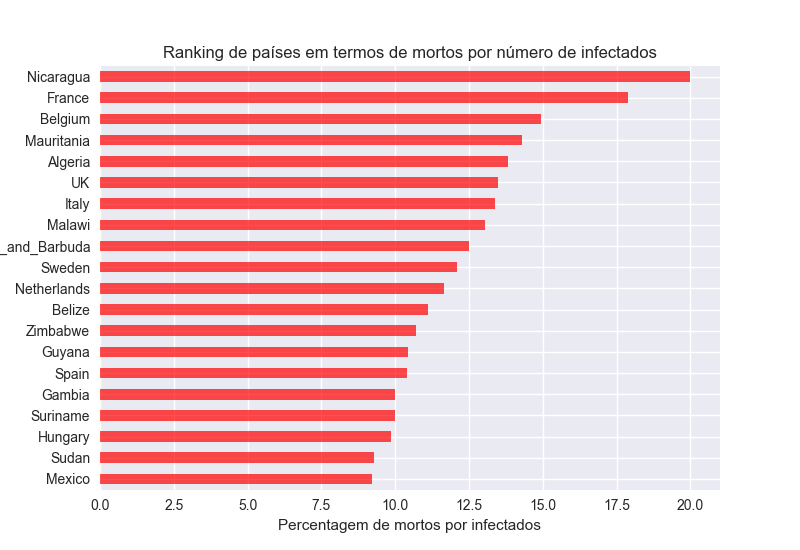 Ranking de países em termos de mortos por número de infectados
Nicaragua
France
Belgium
Mauritania
Algeria
UK
Italy
Malawi
_and_Barbuda
Sweden
Netherlands
Belize
Zimbabwe
Guyana
Spain
Gambia
Suriname
Hungary
Sudan
Mexico
0.0 2.5 5.0 7.5 10.0 12.5 15.0 17.5 20.0
Percentagem de mortos por infectados